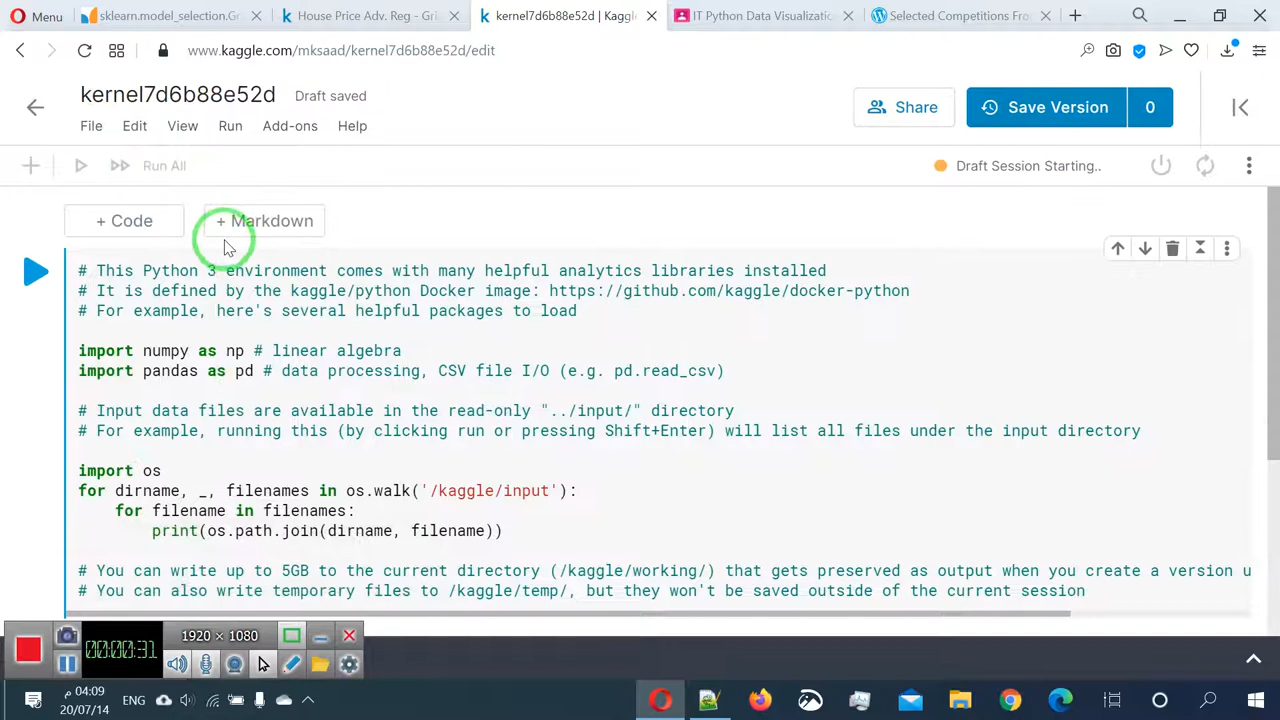 Menu
sklearn.model_selection.Gr
House Price Adv. Reg - Gri
kernel7d6b88e52d | Kaggle
IT Python Data Visualizatio
Selected Competitions Fro
www.kaggle.com/mksaad/kernel7d6b88e52d/edit
kernel7d6b88e52d
Draft saved
Share
Save Version
0
File
Edit
View
Run
Add-ons
Help
Run All
Draft Session Starting..
+ Code
+ Markdown
# This Python 3 environment comes with many helpful analytics libraries installed
# It is defined by the kaggle/python Docker image: https://github.com/kaggle/docker-python
# For example, here's several helpful packages to load
import numpy as np # linear algebra
import pandas as pd # data processing, CSV file I/O (e.g. pd.read_csv)
# Input data files are available in the read-only "../input/" directory
# For example, running this (by clicking run or pressing Shift+Enter) will list all files under the input directory
import os
for dirname, _, filenames in os.walk('/kaggle/input'):
for filename in filenames:
print(os.path.join(dirname, filename))
# You can write up to 5GB to the current directory (/kaggle/working/) that gets preserved as output when you create a version u
# You can also write temporary files to /kaggle/temp/, but they won't be saved outside of the current session
1920 × 1080
00:00:31
04:09 م
ENG
20/07/14